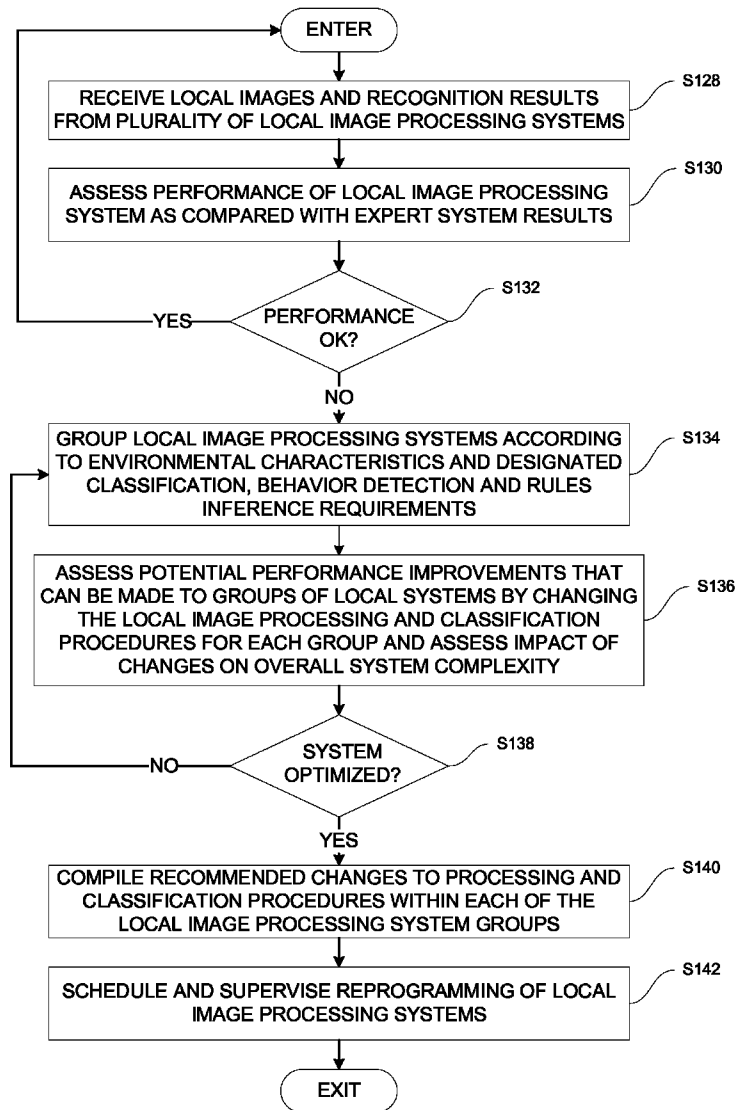 ENTER
RECEIVE LOCAL IMAGES AND RECOGNITION RESULTS
FROM PLURALITY OF LOCAL IMAGE PROCESSING SYSTEMS
S128
ASSESS PERFORMANCE OF LOCAL IMAGE PROCESSING
SYSTEM AS COMPARED WITH EXPERT SYSTEM RESULTS
S130
PERFORMANCE
OK?
S132
YES
NO
GROUP LOCAL IMAGE PROCESSING SYSTEMS ACCORDING
TO ENVIRONMENTAL CHARACTERISTICS AND DESIGNATED
CLASSIFICATION, BEHAVIOR DETECTION AND RULES
INFERENCE REQUIREMENTS
S134
ASSESS POTENTIAL PERFORMANCE IMPROVEMENTS THAT
CAN BE MADE TO GROUPS OF LOCAL SYSTEMS BY CHANGING
THE LOCAL IMAGE PROCESSING AND CLASSIFICATION
PROCEDURES FOR EACH GROUP AND ASSESS IMPACT OF
CHANGES ON OVERALL SYSTEM COMPLEXITY
S136
SYSTEM
OPTIMIZED?
S138
NO
YES
COMPILE RECOMMENDED CHANGES TO PROCESSING AND
CLASSIFICATION PROCEDURES WITHIN EACH OF THE
LOCAL IMAGE PROCESSING SYSTEM GROUPS
S140
SCHEDULE AND SUPERVISE REPROGRAMMING OF LOCAL
IMAGE PROCESSING SYSTEMS
S142
EXIT